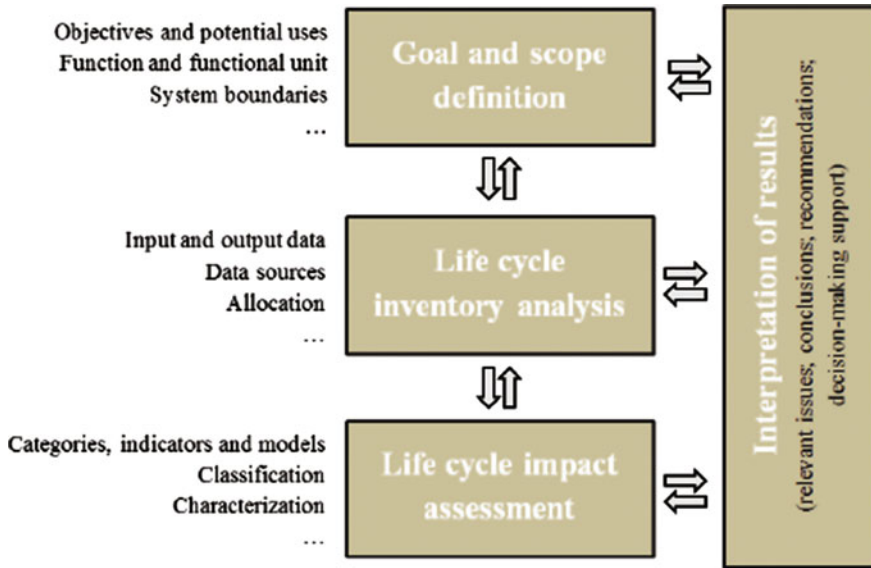 Objectives and potential uses
Function and functional unit
System boundaries
...
Goal and scope
definition
Input and output data
Data sources
Allocation
...
Life cycle
inventory analysis
Categories, indicators and models
Classification
Characterization
...
Life cycle impact
assessment
Interpretation of results
(relevant issues; conclusions; recommendations;
decision-making support)